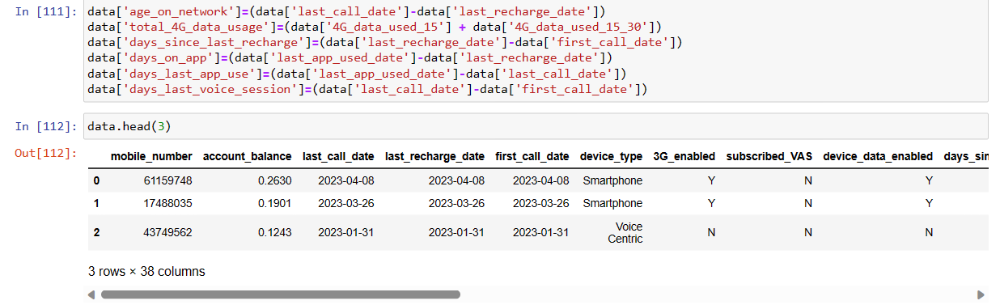 In [111]: data['age_on_network']=(data['last_call_date']-data['last_recharge_date'])
data['total_4G_data_usage']=(data['4G_data_used_15'] + data['4G_data_used_15_30'])
data['days_since_last_recharge']=(data['last_recharge_date']-data['first_call_date'])
data['days_on_app']=(data['last_app_used_date']-data['last_recharge_date'])
data['days_last_app_use']=(data['last_app_used_date']-data['last_call_date'])
data['days_last_voice_session']=(data['last_call_date']-data['first_call_date'])
In [112]: data.head(3)
Out[112]:
mobile_number account_balance last_call_date last_recharge_date first_call_date device_type 3G_enabled subscribed_VAS device_data_enabled days_sin
0 61159748 0.2630 2023-04-08 2023-04-08 2023-04-08 Smartphone Y N Y
1 17488035 0.1901 2023-03-26 2023-03-26 2023-03-26 Smartphone Y N Y
2 43749562 0.1243 2023-01-31 2023-01-31 2023-01-31 Voice Centric N N N
3 rows × 38 columns